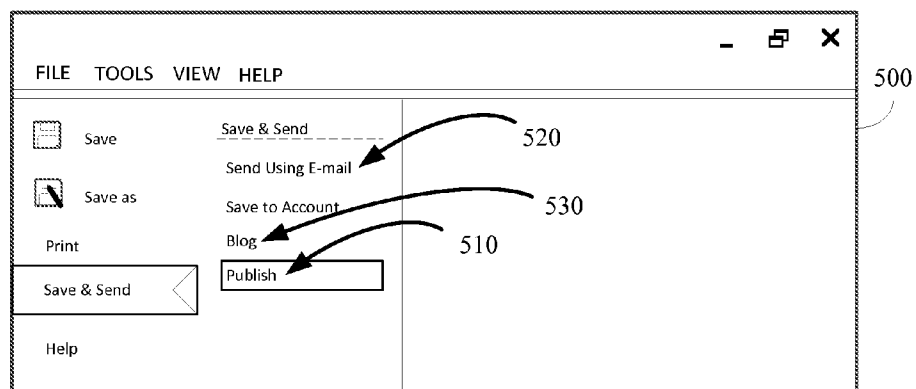 FILE TOOLS VIEW HELP
500
Save
Save as
Print
Save & Send
Help
Save & Send
Send Using E-mail
Save to Account
Blog
Publish
520
530
510